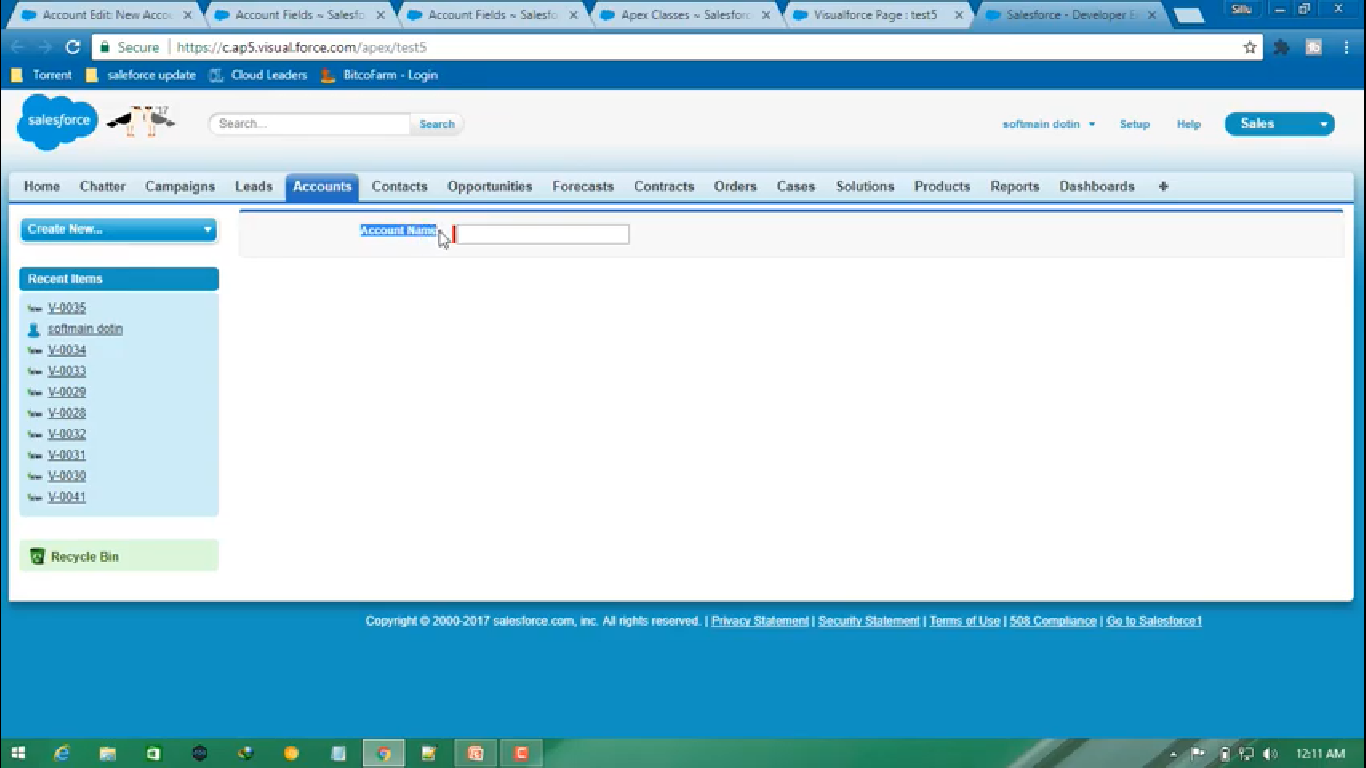 Account Edit: New Accou
Account Fields ~ Salesfo
Account Fields ~ Salesfo
Apex Classes ~ Salesforc
Visualforce Page : test5
Salesforce - Developer E
Sillu
Secure
https://c.ap5.visual.force.com/apex/test5
Torrent
saleforce update
Cloud Leaders
BitcoFarm - Login
salesforce
'17
Search...
Search
softmain dotin
Setup
Help
Sales
Home
Chatter
Campaigns
Leads
Accounts
Contacts
Opportunities
Forecasts
Contracts
Orders
Cases
Solutions
Products
Reports
Dashboards
Create New...
Account Name
Recent Items
V-0035
softmain dotin
V-0034
V-0033
V-0029
V-0028
V-0032
V-0031
V-0030
V-0041
Recycle Bin
Copyright © 2000-2017 salesforce.com, inc. All rights reserved. | Privacy Statement | Security Statement | Terms of Use | 508 Compliance | Go to Salesforce1
12:11 AM